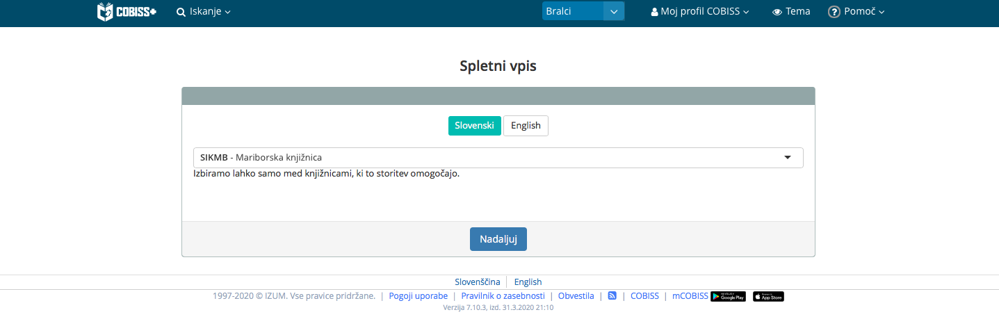 COBISS+ Iskanje Bralci Moj profil COBISS Tema ? Pomoč
Spletni vpis
Slovenski English
SIKMB - Mariborska knjižnica
Izbiramo lahko samo med knjižnicami, ki to storitev omogočajo.
Nadaljuj
Slovenščina | English
1997-2020 © IZUM. Vse pravice pridržane. | Pogoji uporabe | Pravilnik o zasebnosti | Obvestila | | COBISS | mCOBISS Google Play App Store
Verzija 7.10.3, izd. 31.3.2020 21:10